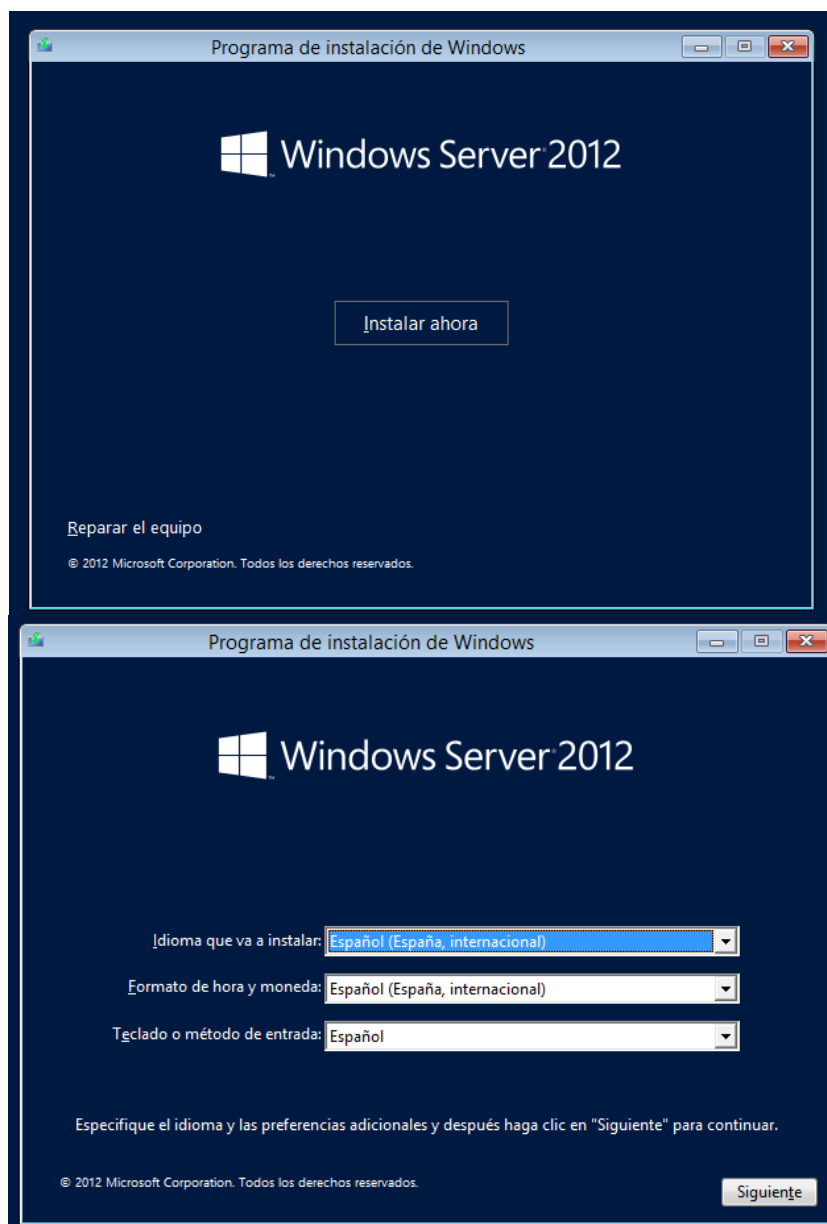 Programa de instalación de Windows
Windows Server 2012
Instalar ahora
Reparar el equipo
© 2012 Microsoft Corporation. Todos los derechos reservados.
Programa de instalación de Windows
Windows Server 2012
Idioma que va a instalar: Español (España, internacional)
Formato de hora y moneda: Español (España, internacional)
Teclado o método de entrada: Español
Especifique el idioma y las preferencias adicionales y después haga clic en "Siguiente" para continuar.
© 2012 Microsoft Corporation. Todos los derechos reservados.
Siguiente